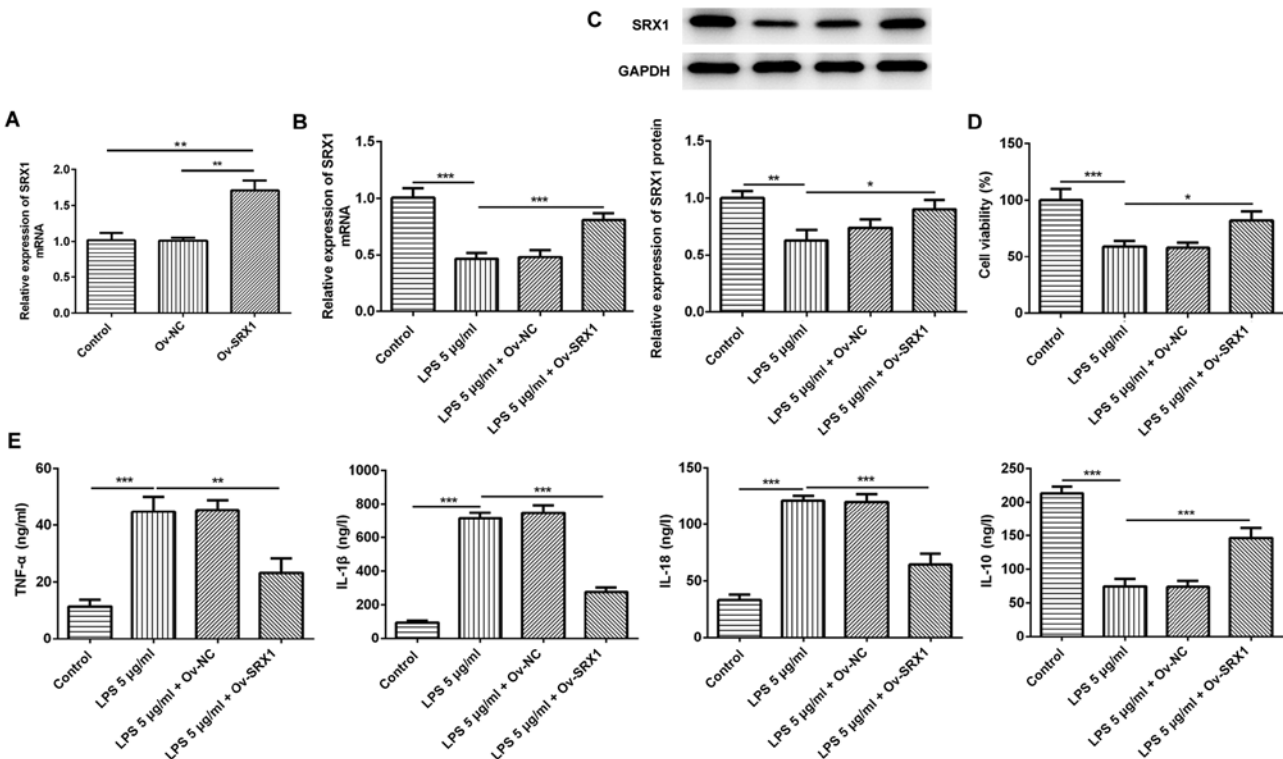 C
SRX1
GAPDH
A
Relative expression of SRX1
mRNA
2.0
1.5
1.0
0.5
0.0
**
**
Control
Ov-NC
Ov-SRX1
B
Relative expression of SRX1
mRNA
1.5
1.0
0.5
0.0
***
***
Control
LPS 5 µg/ml
LPS 5 µg/ml + Ov-NC
LPS 5 µg/ml + Ov-SRX1
Relative expression of SRX1 protein
1.5
1.0
0.5
0.0
**
*
Control
LPS 5 µg/ml
LPS 5 µg/ml + Ov-NC
LPS 5 µg/ml + Ov-SRX1
D
Cell viability (%)
150
100
50
0
***
*
Control
LPS 5 µg/ml
LPS 5 µg/ml + Ov-NC
LPS 5 µg/ml + Ov-SRX1
E
TNF-α (ng/ml)
60
40
20
0
***
**
Control
LPS 5 µg/ml
LPS 5 µg/ml + Ov-NC
LPS 5 µg/ml + Ov-SRX1
IL-1β (ng/l)
1000
800
600
400
200
0
***
***
Control
LPS 5 µg/ml
LPS 5 µg/ml + Ov-NC
LPS 5 µg/ml + Ov-SRX1
IL-18 (ng/l)
150
100
50
0
***
***
Control
LPS 5 µg/ml
LPS 5 µg/ml + Ov-NC
LPS 5 µg/ml + Ov-SRX1
IL-10 (ng/l)
250
200
150
100
50
0
***
***
Control
LPS 5 µg/ml
LPS 5 µg/ml + Ov-NC
LPS 5 µg/ml + Ov-SRX1